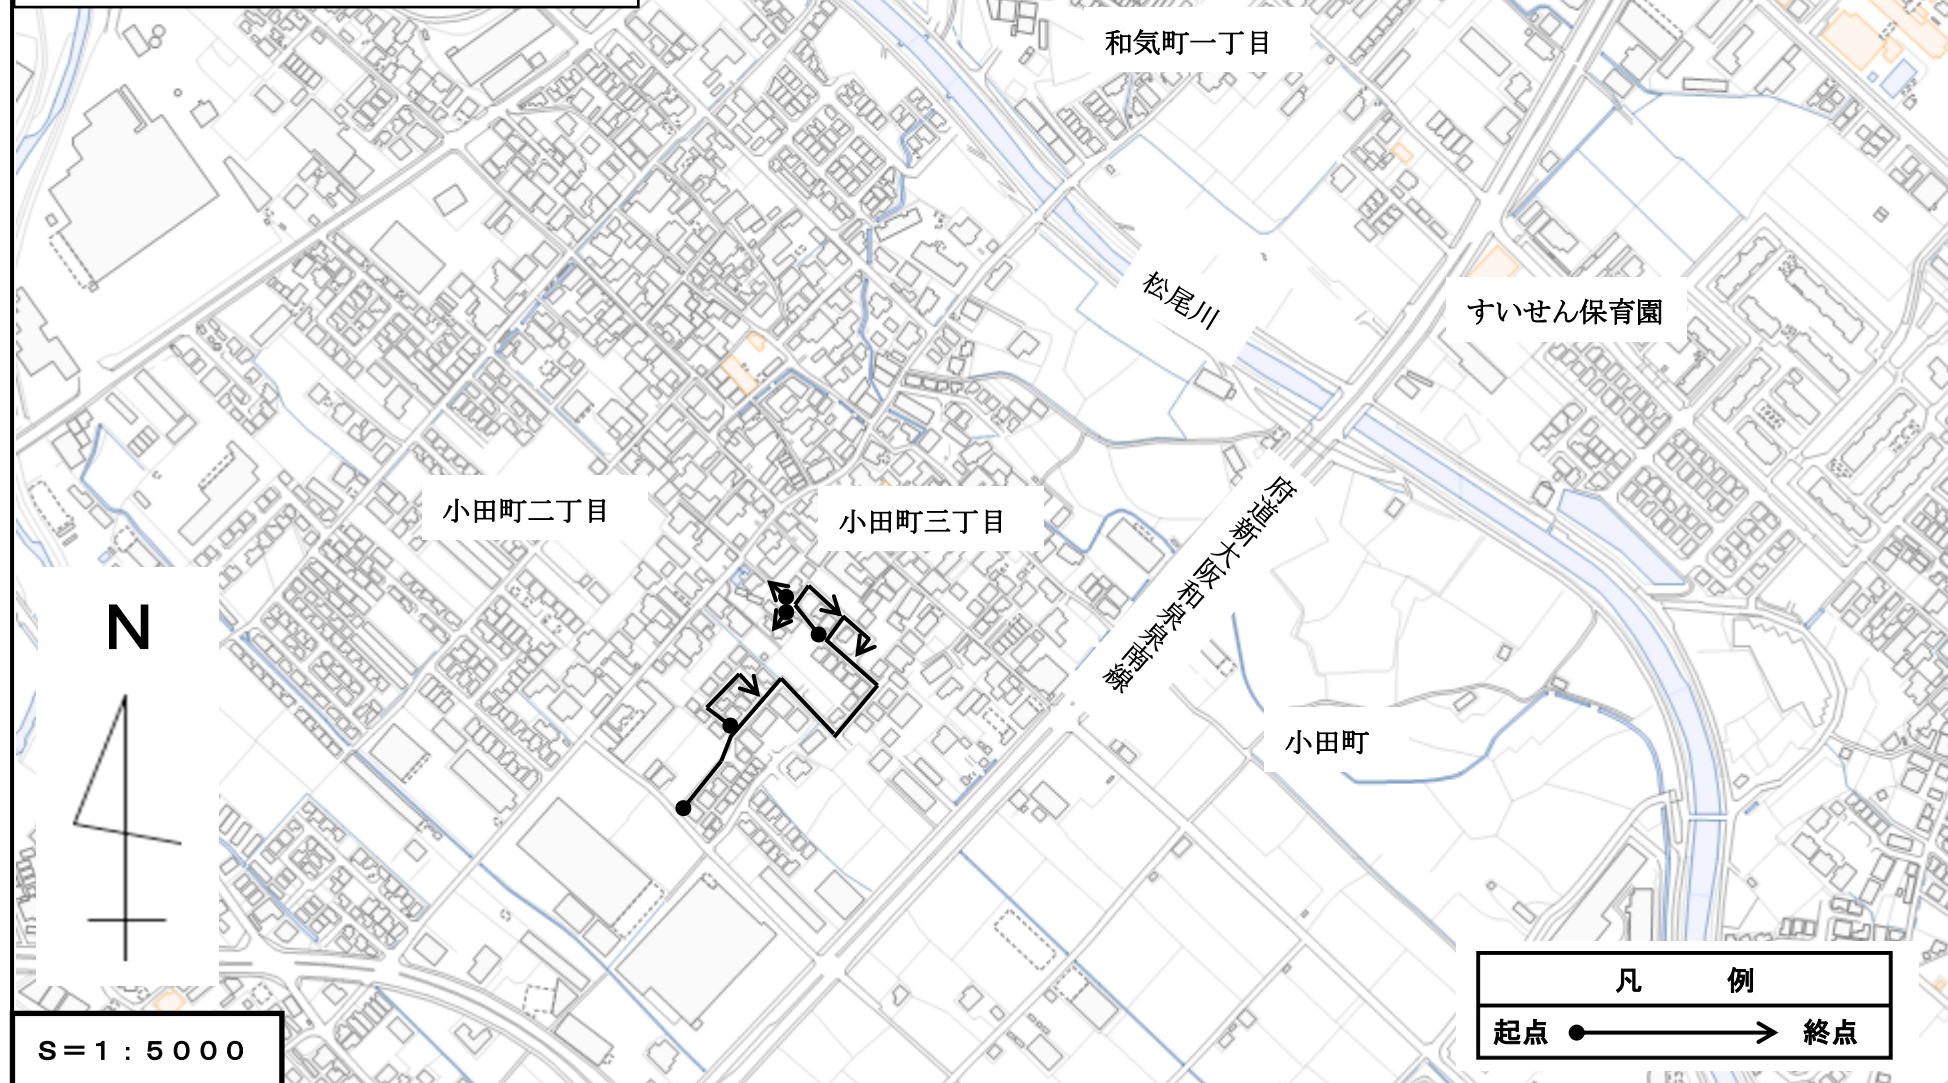 和気町一丁目
松尾川
すいせん保育園
小田町二丁目
小田町三丁目
府道新大阪和泉泉南線
N
小田町
凡 例
起点 終点
S=1:5000